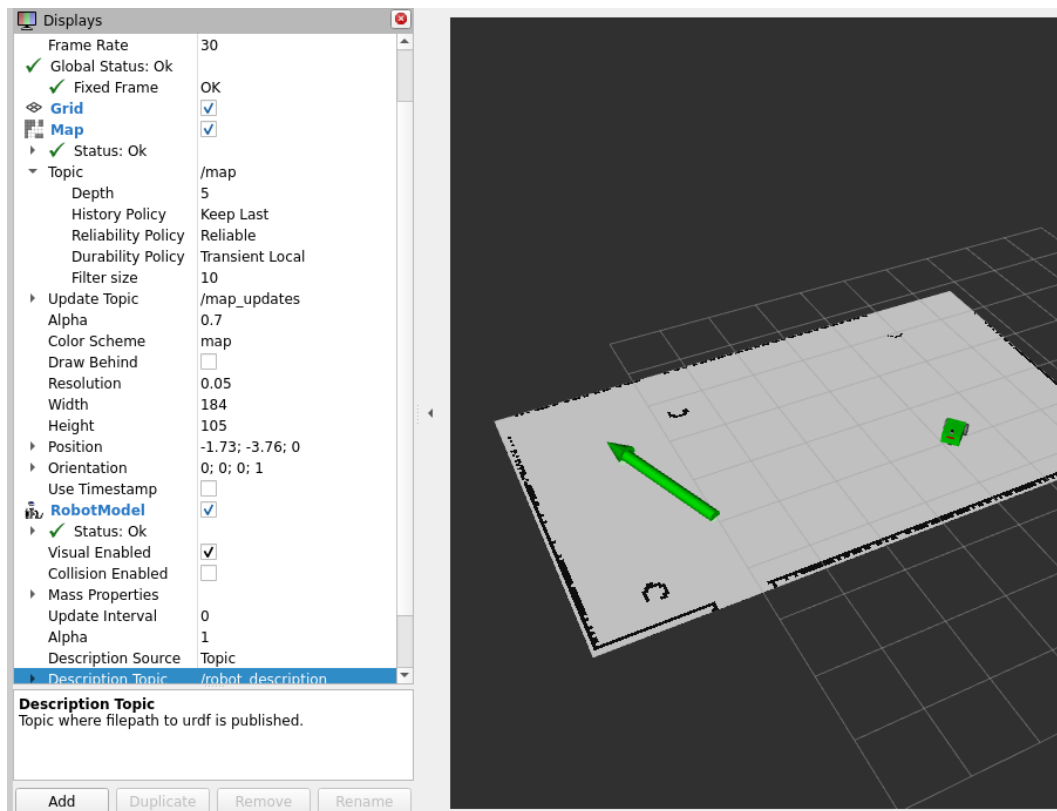 Displays
Frame Rate 30
Global Status: Ok
Fixed Frame OK
Grid
Map
Status: Ok
Topic /map
Depth 5
History Policy Keep Last
Reliability Policy Reliable
Durability Policy Transient Local
Filter size 10
Update Topic /map_updates
Alpha 0.7
Color Scheme map
Draw Behind
Resolution 0.05
Width 184
Height 105
Position -1.73; -3.76; 0
Orientation 0; 0; 0; 1
Use Timestamp
RobotModel
Status: Ok
Visual Enabled
Collision Enabled
Mass Properties
Update Interval 0
Alpha 1
Description Source Topic
Description Topic /robot_description
Description Topic
Topic where filepath to urdf is published.
Add Duplicate Remove Rename